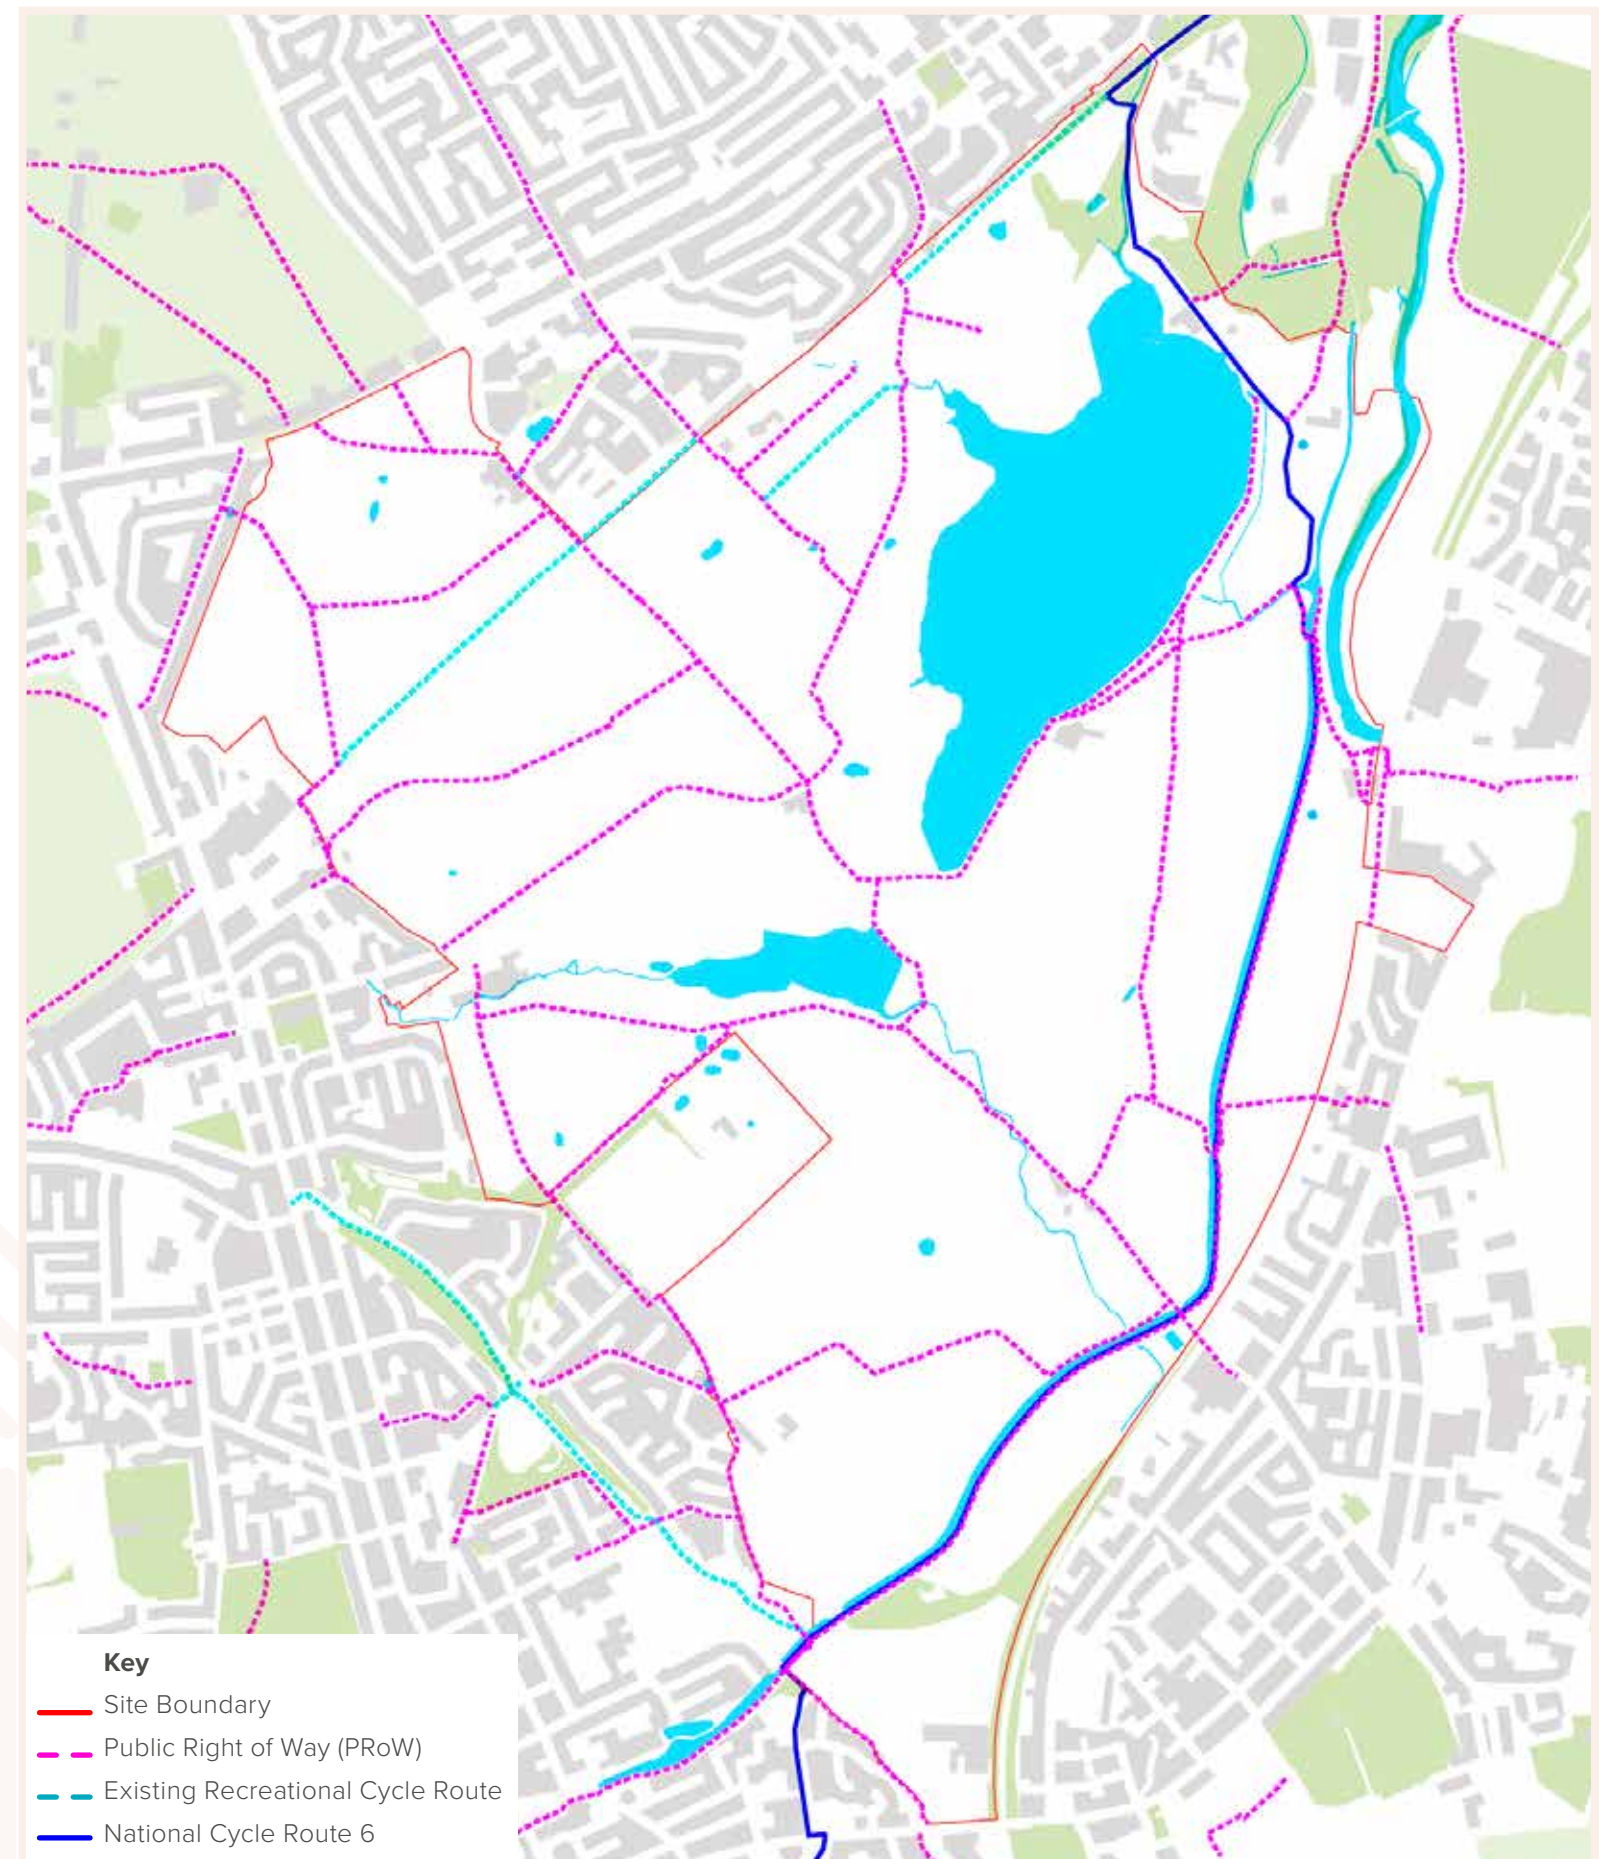 Key
Site Boundary
Public Right of Way (PRoW)
Existing Recreational Cycle Route
National Cycle Route 6